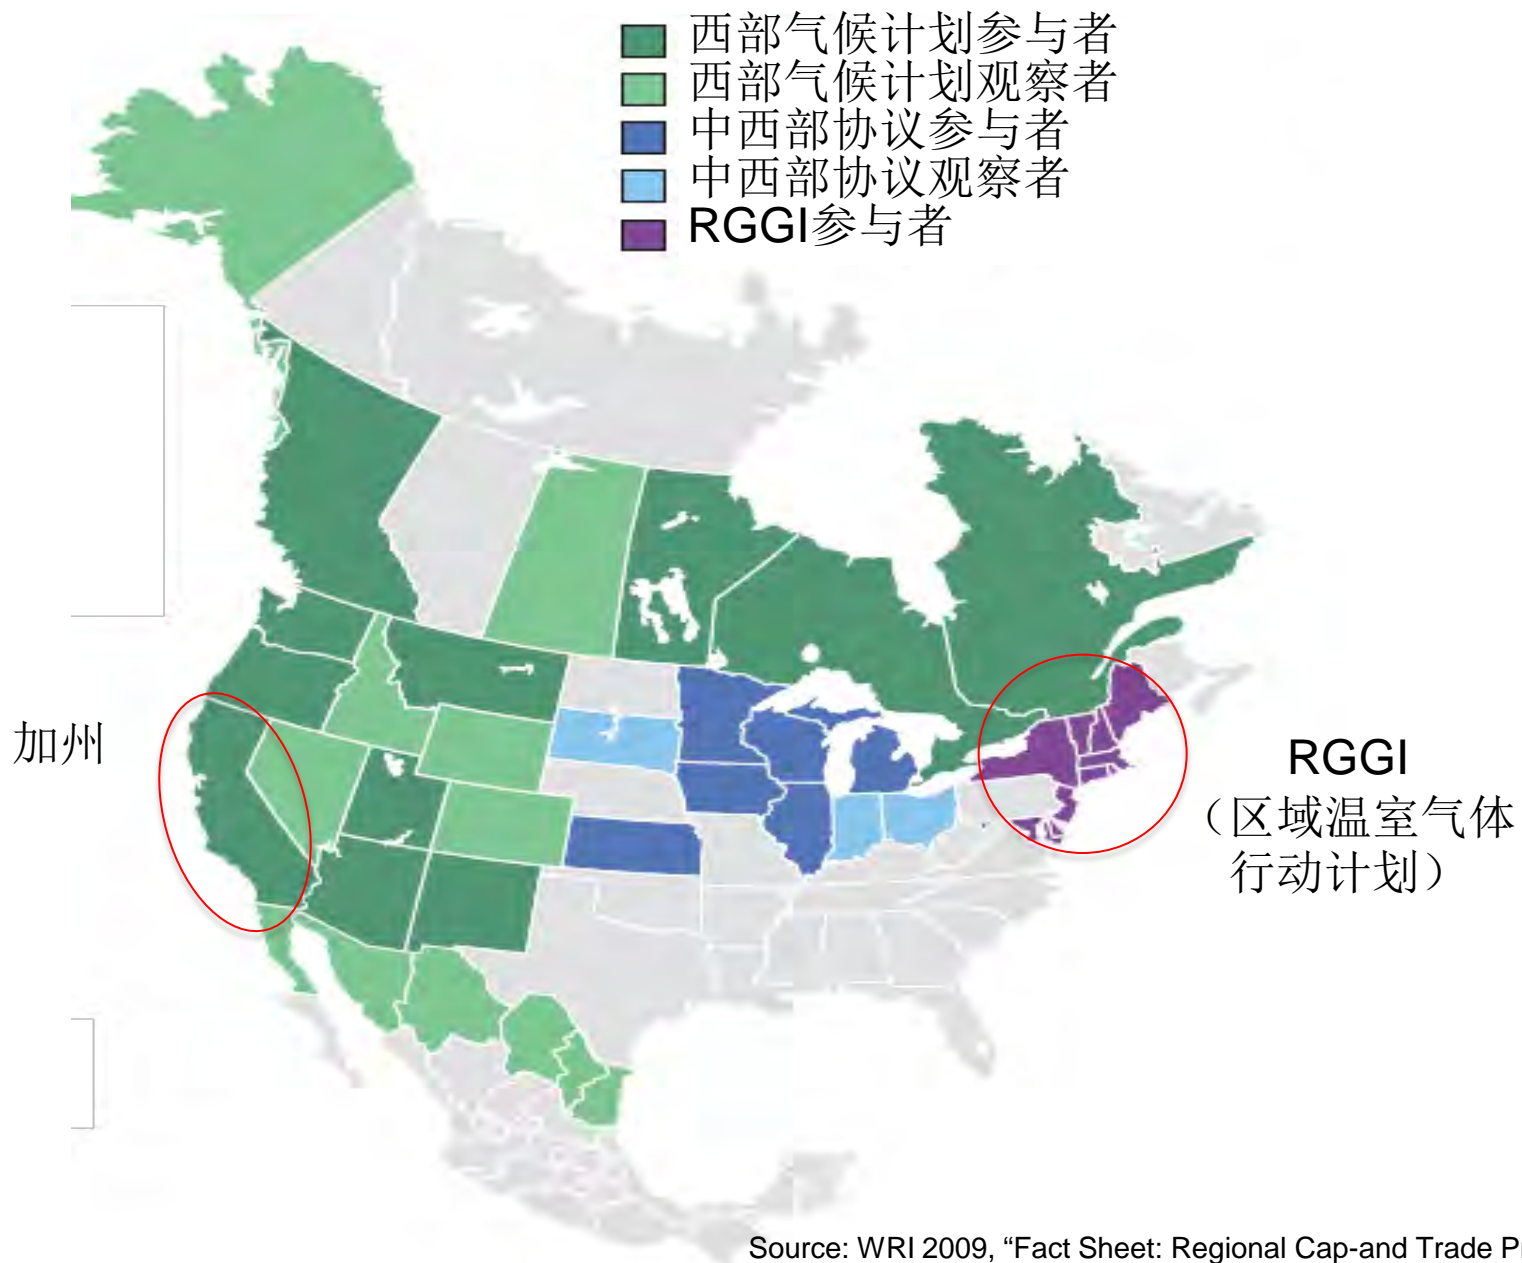 西部气候计划参与者
西部气候计划观察者
中西部协议参与者
中西部协议观察者
RGGI参与者
加州
RGGI
（区域温室气体
行动计划）
Source: WRI 2009, “Fact Sheet: Regional Cap-and Trade